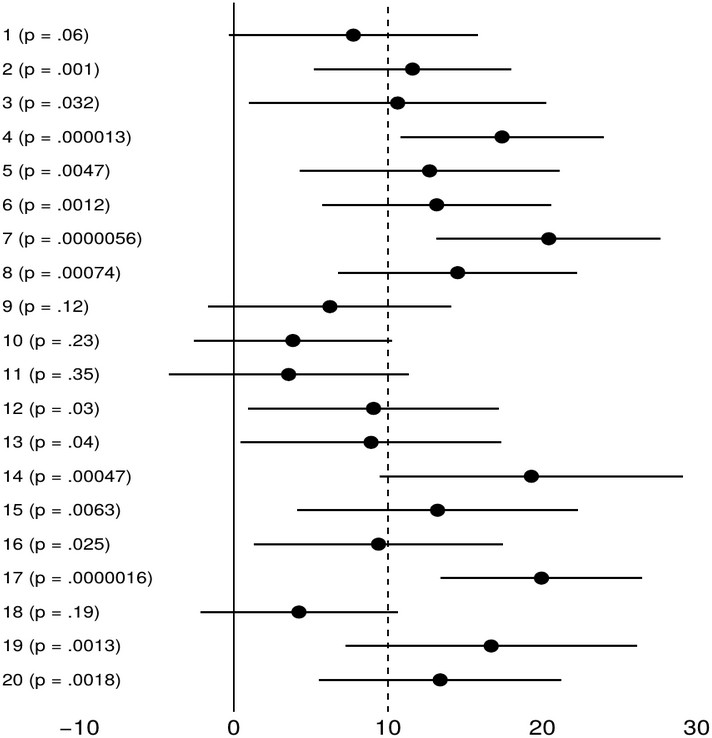 1 (p = .06)
2 (p = .001)
3 (p = .032)
4 (p = .000013)
5 (p = .0047)
6 (p = .0012)
7 (p = .0000056)
8 (p = .00074)
9 (p = .12)
10 (p = .23)
11 (p = .35)
12 (p = .03)
13 (p = .04)
14 (p = .00047)
15 (p = .0063)
16 (p = .025)
17 (p = .0000016)
18 (p = .19)
19 (p = .0013)
20 (p = .0018)
−10 0 10 20 30